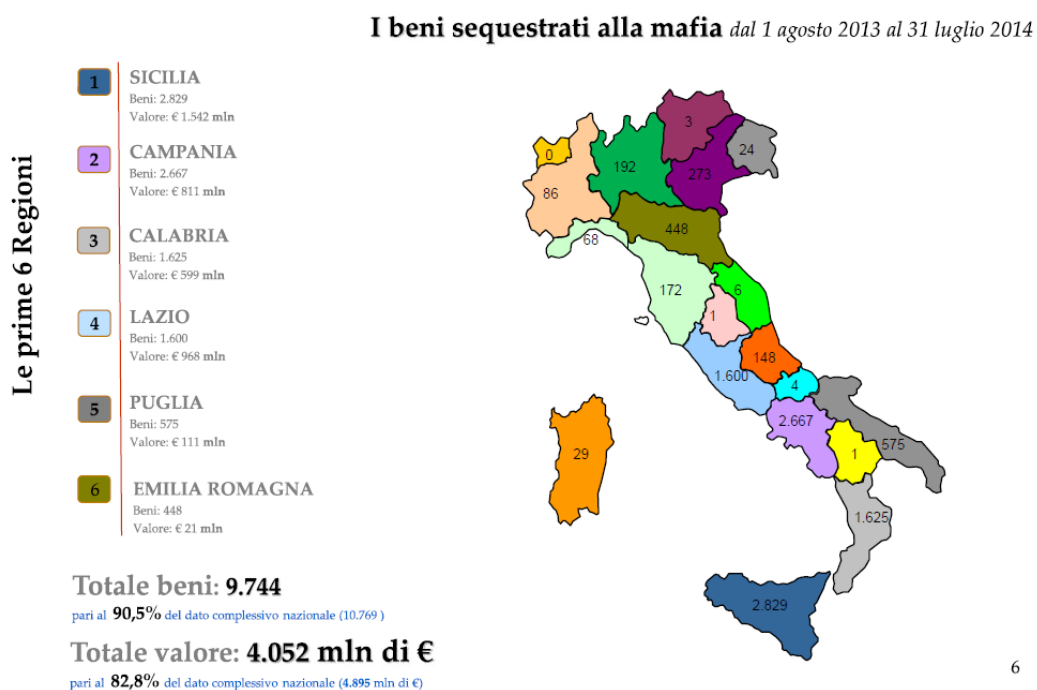 I beni sequestrati alla mafia dal 1 agosto 2013 al 31 luglio 2014
Le prime 6 Regioni
1 SICILIA
Beni: 2.829
Valore: € 1.542 mln
2 CAMPANIA
Beni: 2.667
Valore: € 811 mln
3 CALABRIA
Beni: 1.625
Valore: € 599 mln
4 LAZIO
Beni: 1.600
Valore: € 968 mln
5 PUGLIA
Beni: 575
Valore: € 111 mln
6 EMILIA ROMAGNA
Beni: 448
Valore: € 21 mln
Totale beni: 9.744
pari al 90,5% del dato complessivo nazionale (10.769 )
Totale valore: 4.052 mln di €
pari al 82,8% del dato complessivo nazionale (4.895 mln di €)
3
24
0
192
273
86
448
68
172
6
1
148
1.600
4
2.667
575
1
29
1.625
2.829
6